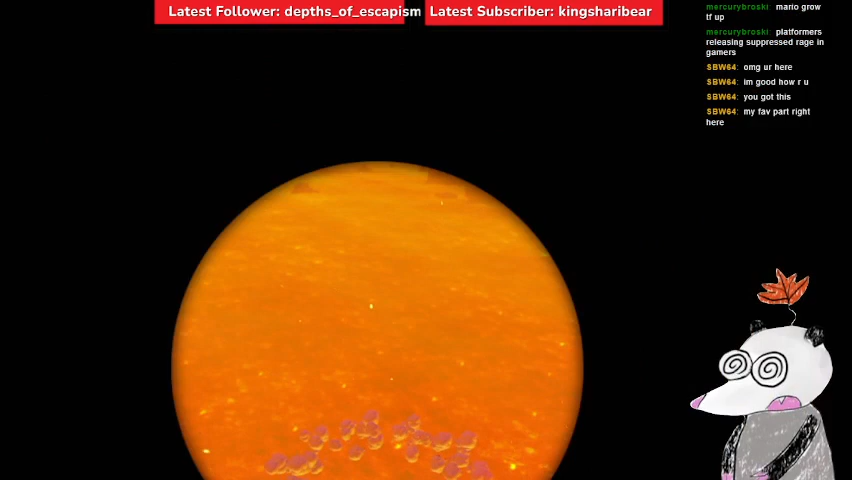 Latest Follower: depths_of_escapism
Latest Subscriber: kingsharibear
mercurybroski: mario grow
tf up
mercurybroski: platformers
releasing suppressed rage in
gamers
SBW64: omg ur here
SBW64: im good how r u
SBW64: you got this
SBW64: my fav part right
here